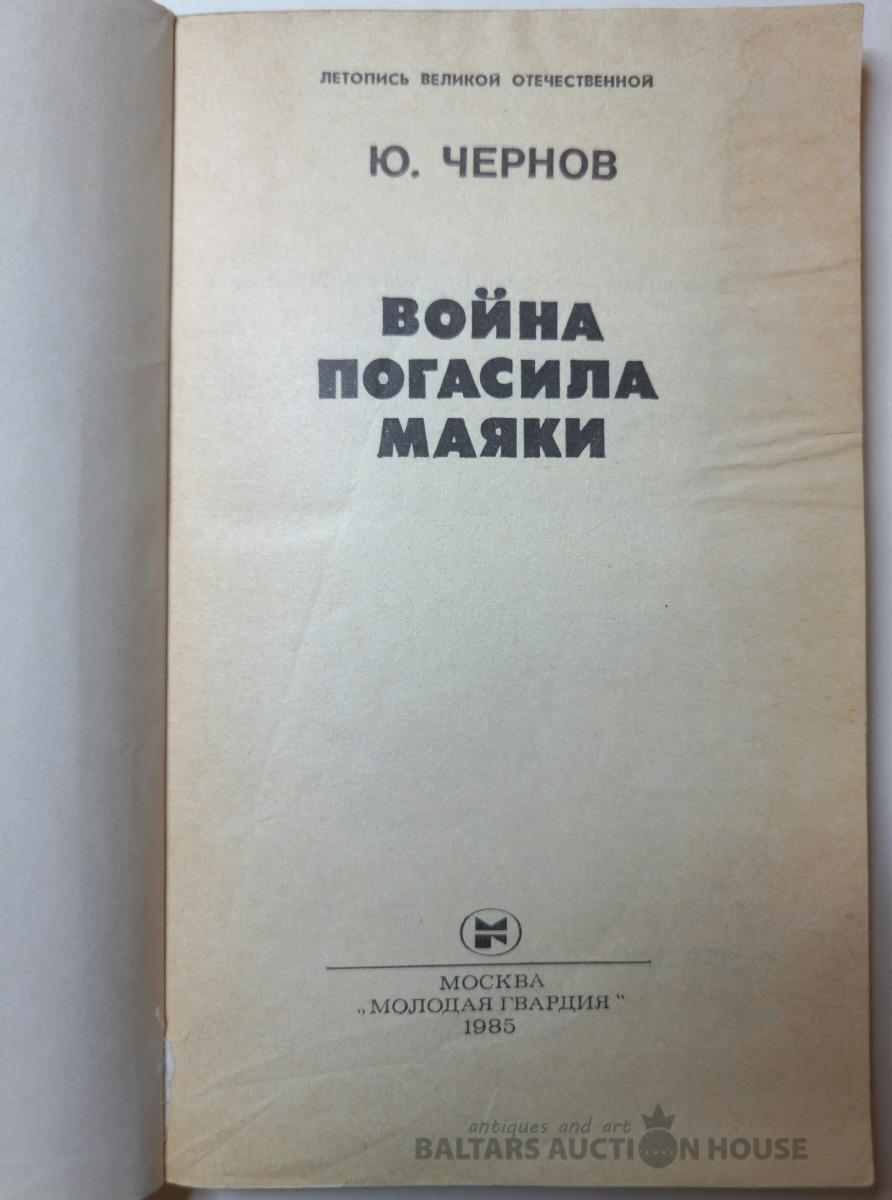 ЛЕТОПИСЬ ВЕЛИКОЙ ОТЕЧЕСТВЕННОЙ
Ю. ЧЕРНОВ
ВОЙНА
ПОГАСИЛА
МАЯКИ
МОСКВА
„МОЛОДАЯ ГВАРДИЯ“
1985
antiques and art
BALTARS AUCTION HOUSE